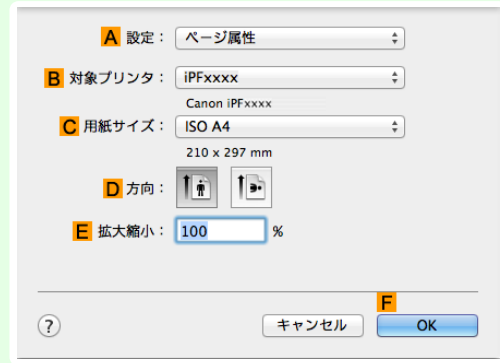 A 設定： ページ属性
B 対象プリンタ： iPFxxxx
Canon iPFxxxx
C 用紙サイズ： ISO A4
210 x 297 mm
D 方向：
E 拡大縮小： 100 %
F
? キャンセル OK